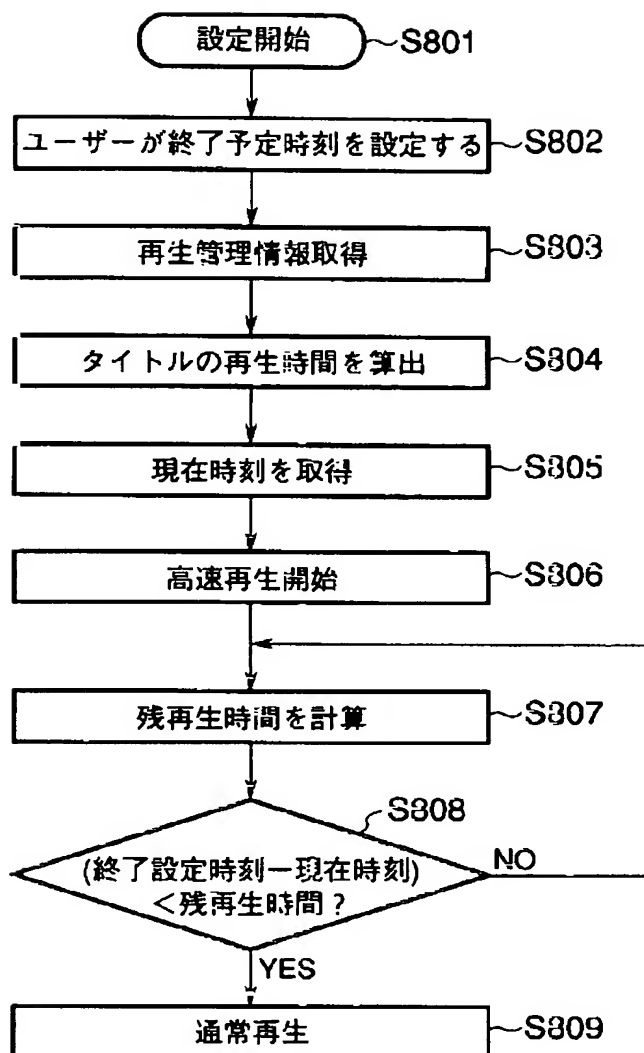 設定開始 S801
ユーザーが終了予定時刻を設定する S802
再生管理情報取得 S803
タイトルの再生時間を算出 S804
現在時刻を取得 S805
高速再生開始 S806
残再生時間を計算 S807
S808
(終了設定時刻ー現在時刻)
<残再生時間?
NO
YES
通常再生 S809